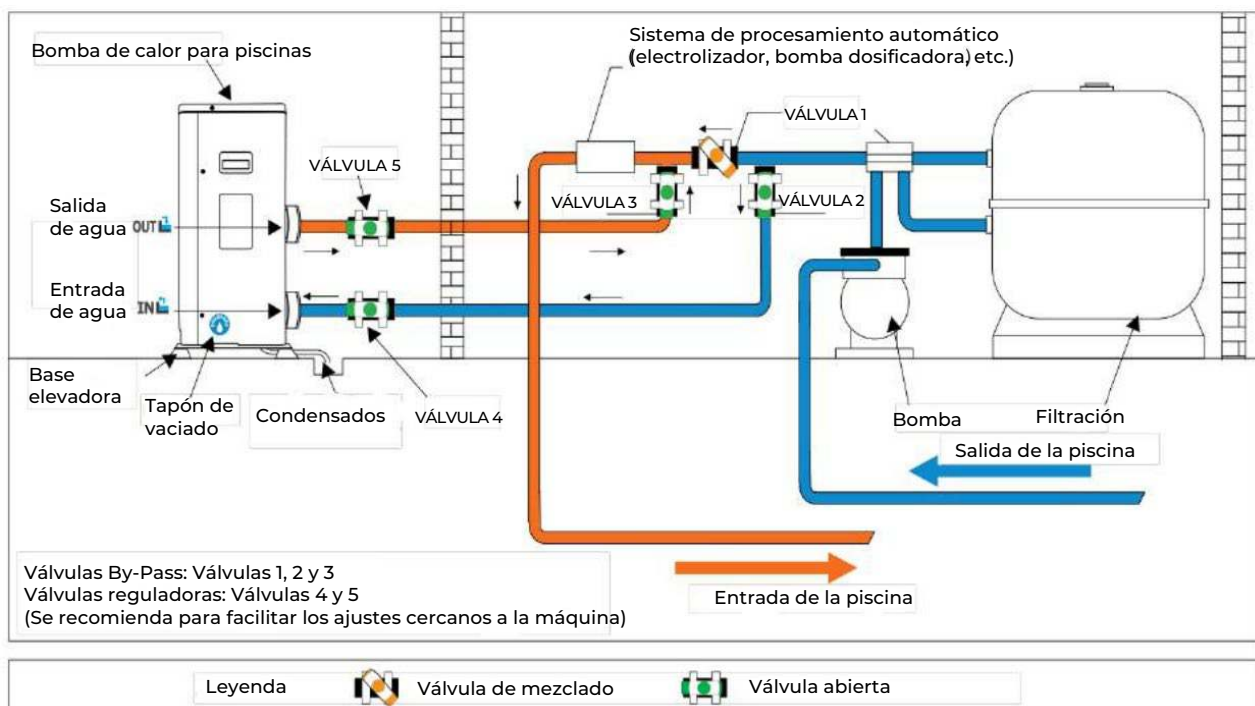 Bomba de calor para piscinas
Sistema de procesamiento automático
(electrolizador, bomba dosificadora, etc.)
VÁLVULA 1
VÁLVULA 5
VÁLVULA 3
VÁLVULA 2
Salida
de agua
OUT
Entrada
de agua
IN
Base
elevadora
Tapón de
vaciado
Condensados
VÁLVULA 4
Bomba
Filtración
Salida de la piscina
Entrada de la piscina
Válvulas By-Pass: Válvulas 1, 2 y 3
Válvulas reguladoras: Válvulas 4 y 5
(Se recomienda para facilitar los ajustes cercanos a la máquina)
Leyenda
Válvula de mezclado
Válvula abierta